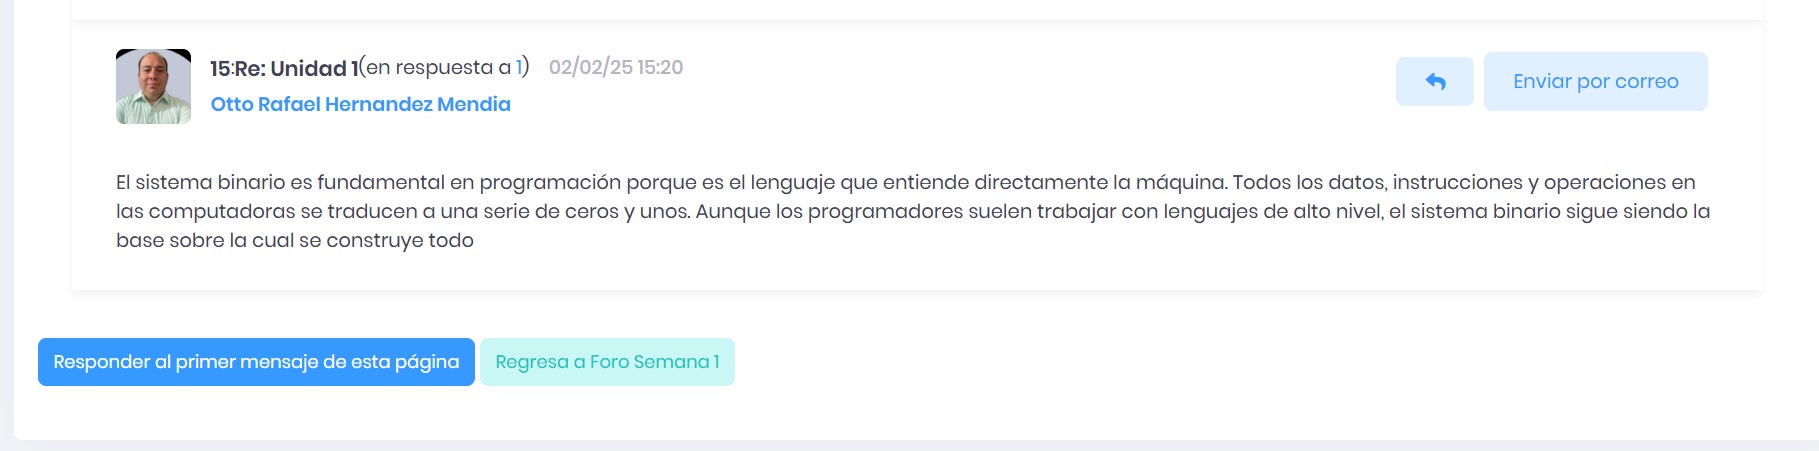 15:Re: Unidad 1(en respuesta a 1) 02/02/25 15:20
Otto Rafael Hernandez Mendia
Enviar por correo
El sistema binario es fundamental en programación porque es el lenguaje que entiende directamente la máquina. Todos los datos, instrucciones y operaciones en
las computadoras se traducen a una serie de ceros y unos. Aunque los programadores suelen trabajar con lenguajes de alto nivel, el sistema binario sigue siendo la
base sobre la cual se construye todo
Responder al primer mensaje de esta página
Regresa a Foro Semana 1